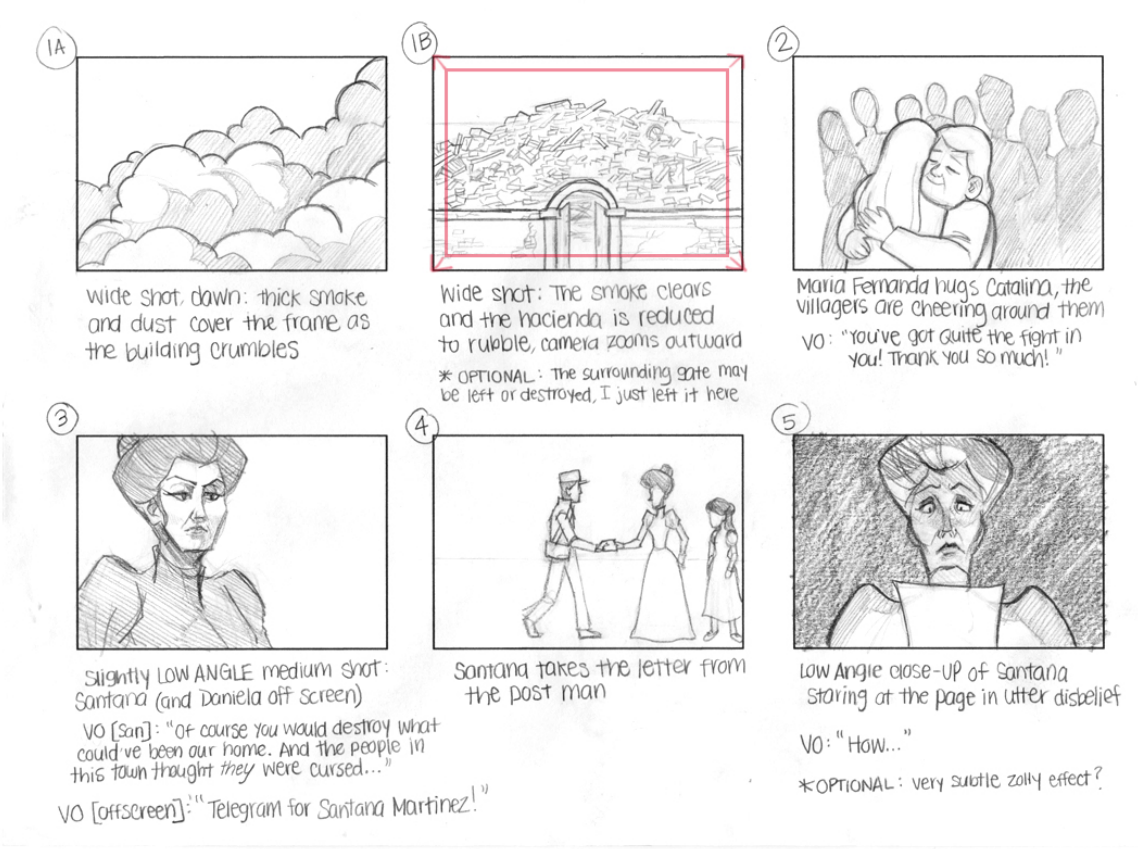 1A
wide shot, dawn: thick smoke
and dust cover the frame as
the building crumbles
1B
wide shot: The smoke clears
and the hacienda is reduced
to rubble, camera zooms outward
* OPTIONAL: The surrounding gate may
be left or destroyed, I just left it here
2
Maria Fernanda hugs Catalina, the
villagers are cheering around them
VO: "You've got quite the fight in
you! Thank you so much!"
3
Slightly LOW ANGLE medium shot:
Santana (and Daniela off screen)
VO [San]: "Of course you would destroy what
could've been our home. And the people in
this town thought they were cursed..."
VO [offscreen]: "Telegram for Santana Martinez!"
4
Santana takes the letter from
the post man
5
Low Angle close-up of Santana
staring at the page in utter disbelief
VO: "How..."
*OPTIONAL: very subtle zolly effect?